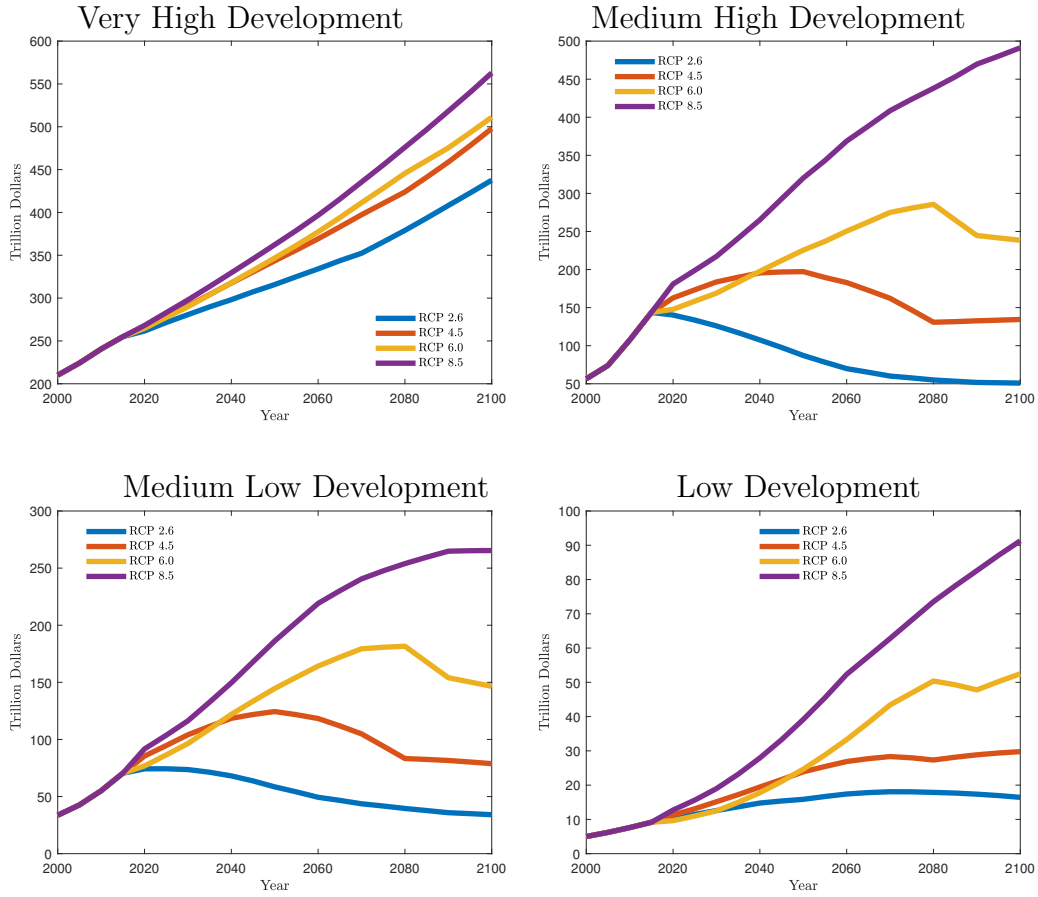 Very High Development
600
550
500
450
400
350
300
250
200
Trillion Dollars
RCP 2.6
RCP 4.5
RCP 6.0
RCP 8.5
2000 2020 2040 2060 2080 2100
Year
Medium High Development
500
450
400
350
300
250
200
150
100
50
Trillion Dollars
RCP 2.6
RCP 4.5
RCP 6.0
RCP 8.5
2000 2020 2040 2060 2080 2100
Year
Medium Low Development
300
250
200
150
100
50
0
Trillion Dollars
RCP 2.6
RCP 4.5
RCP 6.0
RCP 8.5
2000 2020 2040 2060 2080 2100
Year
Low Development
100
90
80
70
60
50
40
30
20
10
0
Trillion Dollars
RCP 2.6
RCP 4.5
RCP 6.0
RCP 8.5
2000 2020 2040 2060 2080 2100
Year